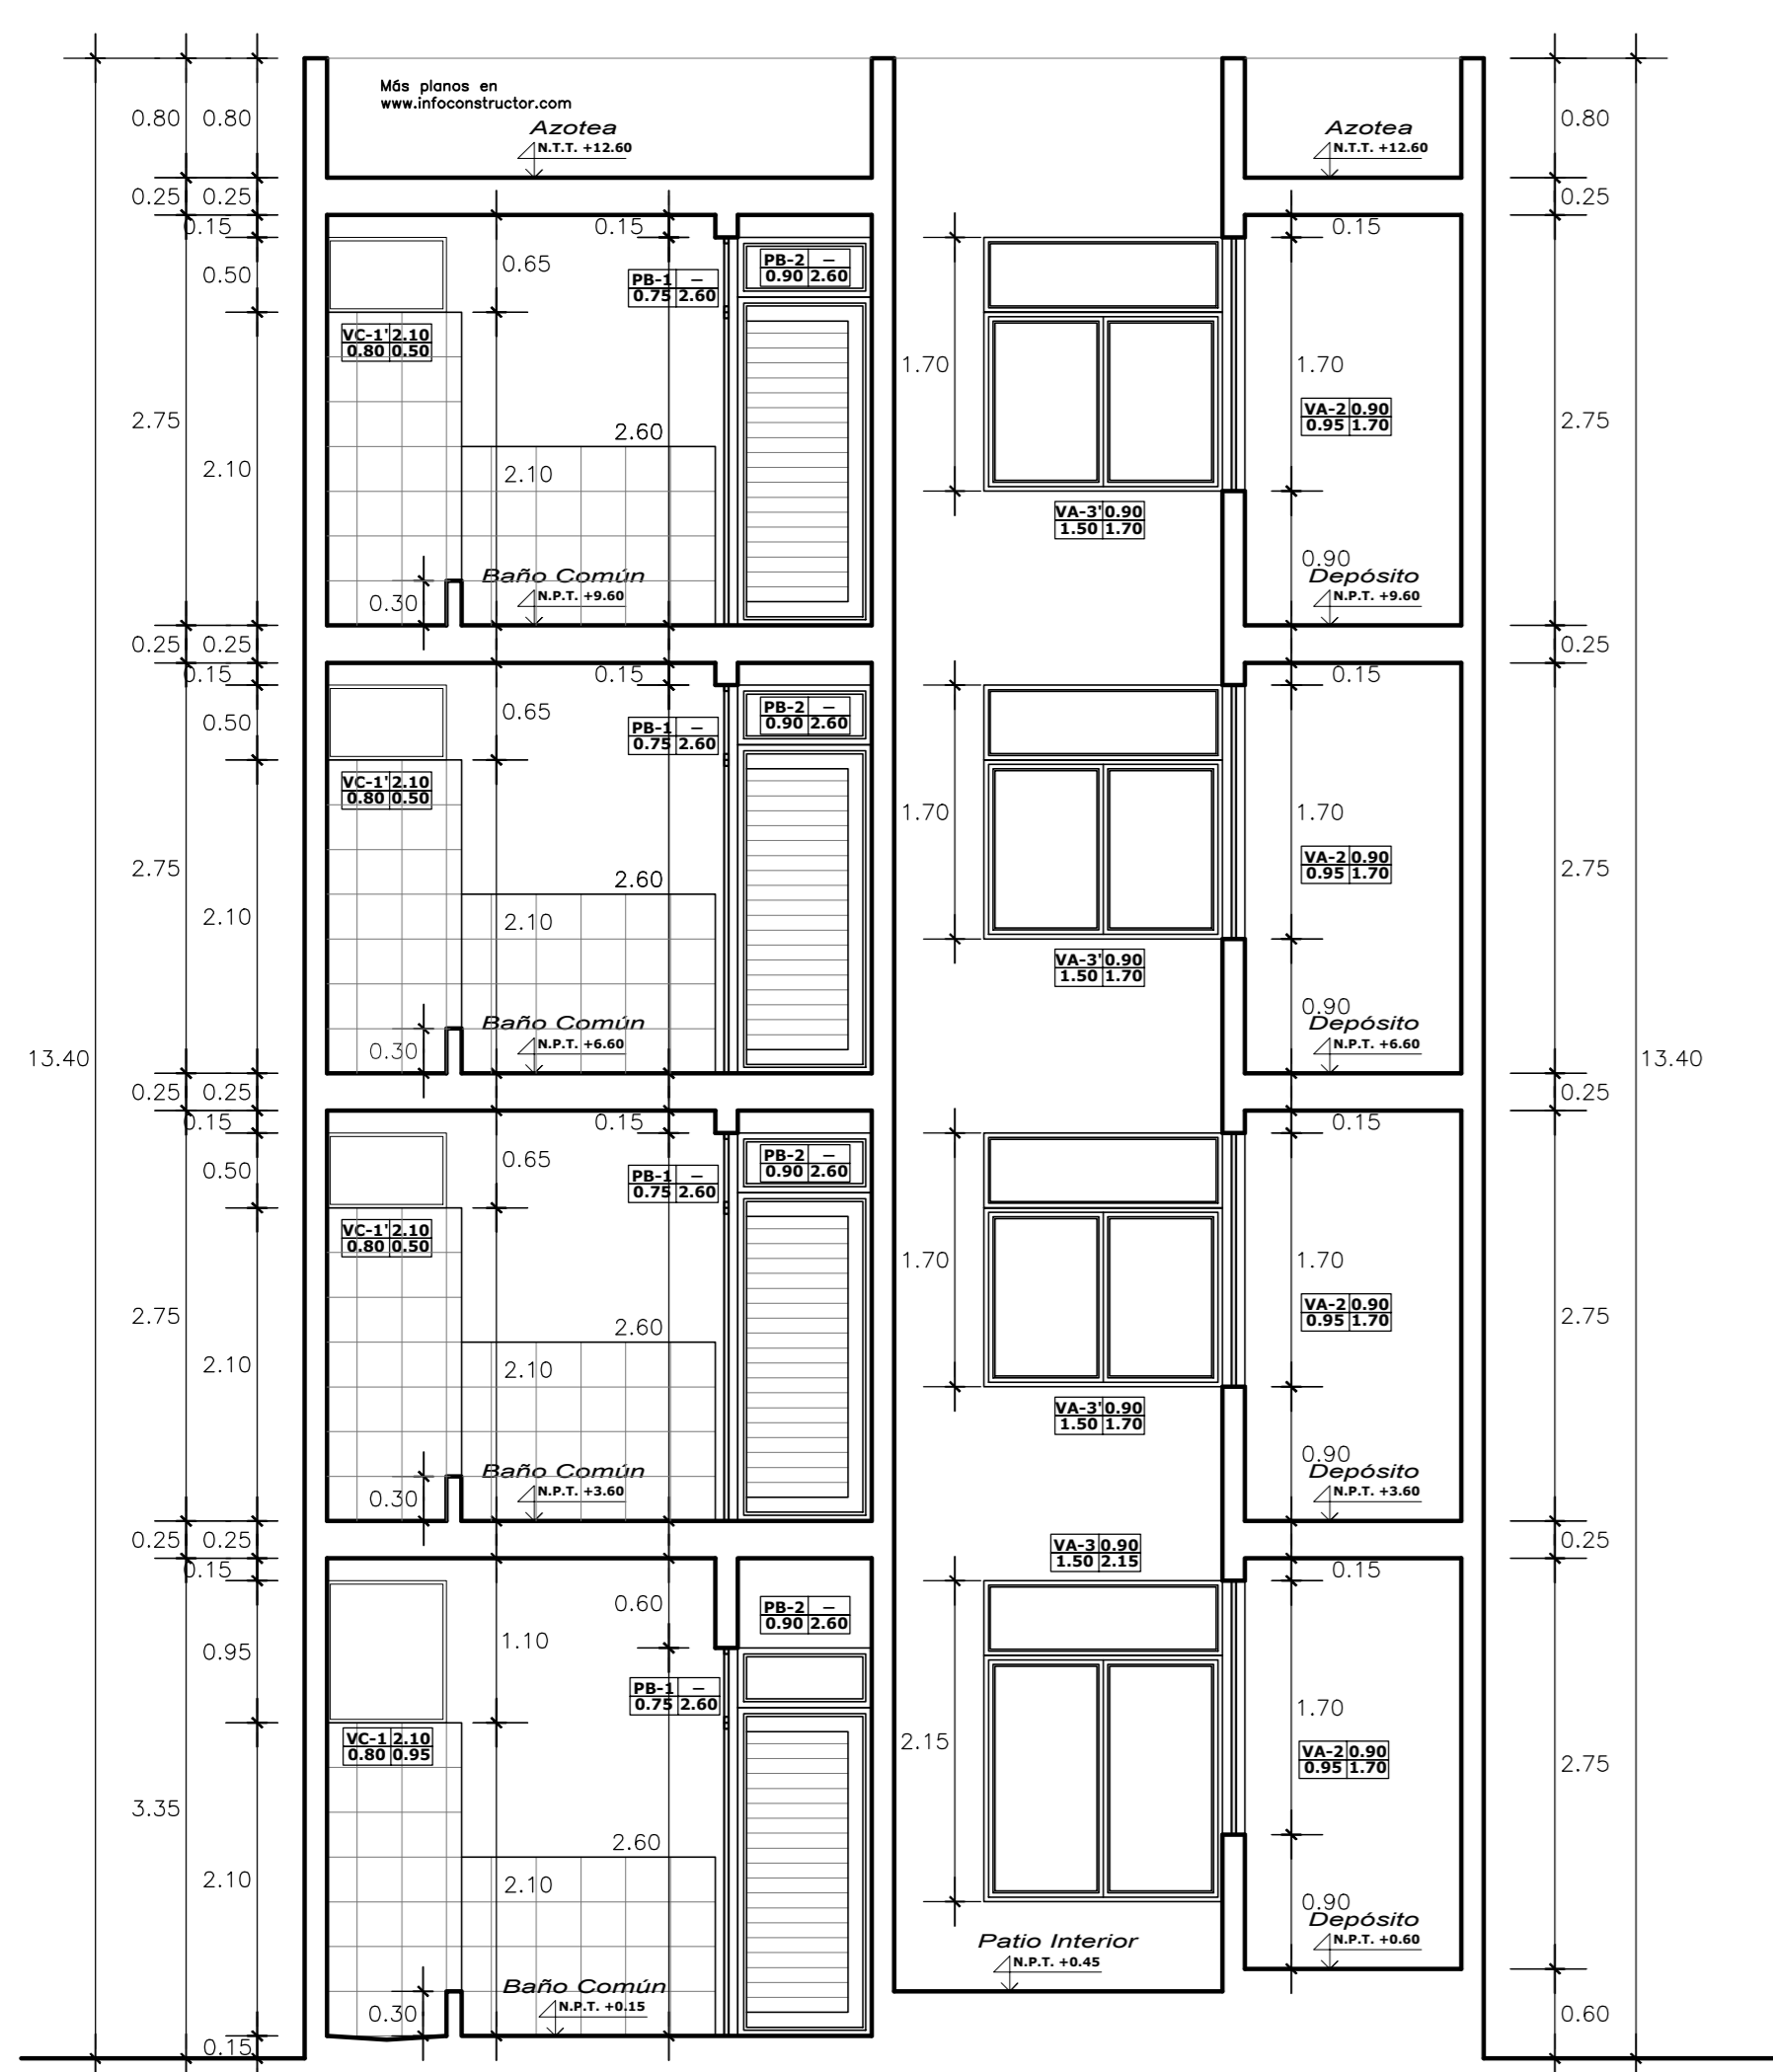 Más planos en
www.infoconstructor.com
Azotea
N.T.T. +12.60
Azotea
N.T.T. +12.60
0.80 0.80
0.80
0.25 0.25
0.25
0.15
0.15
0.15
0.50
0.65
PB-1 –
0.75 2.60
PB-2 –
0.90 2.60
VC-1' 2.10
0.80 0.50
1.70
1.70
2.75
2.75
VA-2 0.90
0.95 1.70
2.60
2.10
2.10
VA-3' 0.90
1.50 1.70
0.90
0.30
Baño Común
N.P.T. +9.60
Depósito
N.P.T. +9.60
0.25 0.25
0.25
0.15
0.15
0.15
0.50
0.65
PB-1 –
0.75 2.60
PB-2 –
0.90 2.60
VC-1' 2.10
0.80 0.50
1.70
1.70
2.75
2.75
VA-2 0.90
0.95 1.70
2.60
2.10
2.10
VA-3' 0.90
1.50 1.70
0.90
0.30
Baño Común
N.P.T. +6.60
Depósito
N.P.T. +6.60
13.40
13.40
0.25 0.25
0.25
0.15
0.15
0.15
0.50
0.65
PB-1 –
0.75 2.60
PB-2 –
0.90 2.60
VC-1' 2.10
0.80 0.50
1.70
1.70
2.75
2.75
VA-2 0.90
0.95 1.70
2.60
2.10
2.10
VA-3' 0.90
1.50 1.70
0.90
0.30
Baño Común
N.P.T. +3.60
Depósito
N.P.T. +3.60
0.25 0.25
0.25
0.15
VA-3 0.90
1.50 2.15
0.15
0.60
PB-2 –
0.90 2.60
0.95
1.10
PB-1 –
0.75 2.60
VC-1 2.10
0.80 0.95
2.15
1.70
VA-2 0.90
0.95 1.70
2.75
3.35
2.60
2.10
2.10
0.90
Patio Interior
N.P.T. +0.45
Depósito
N.P.T. +0.60
0.30
Baño Común
N.P.T. +0.15
0.15
0.60